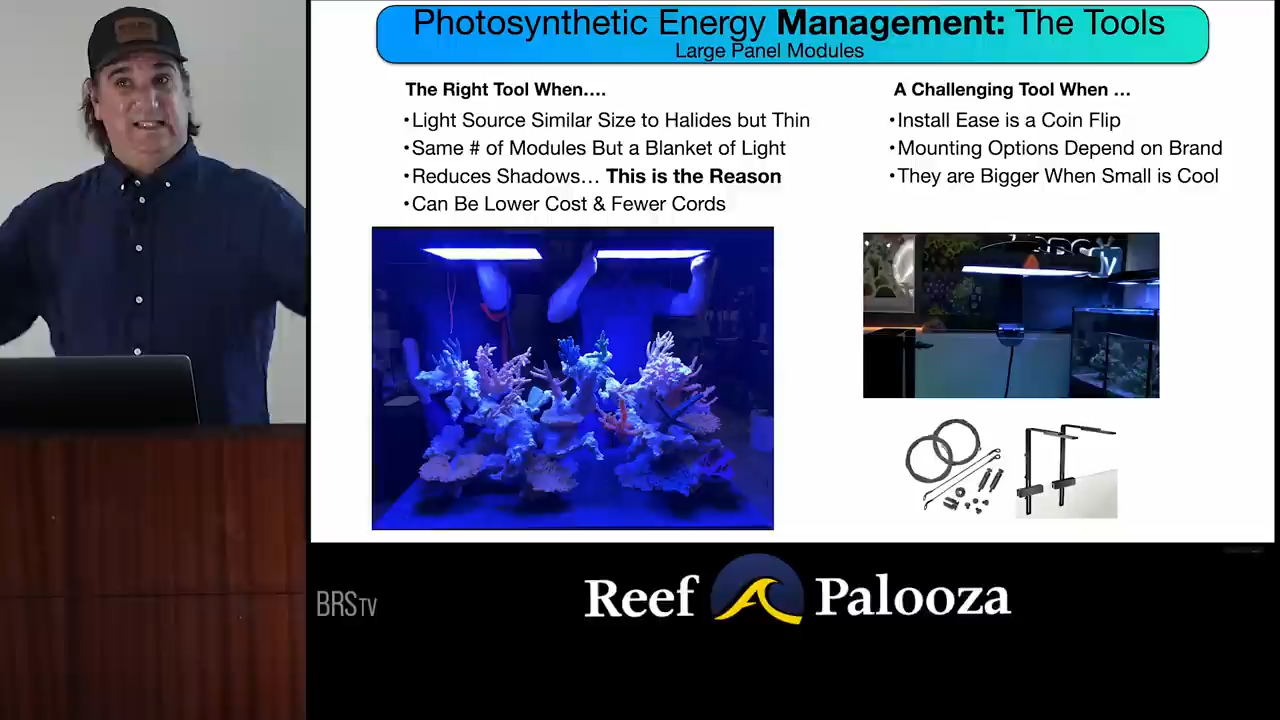 Photosynthetic Energy Management: The Tools
Large Panel Modules
The Right Tool When….
•Light Source Similar Size to Halides but Thin
•Same # of Modules But a Blanket of Light
•Reduces Shadows… This is the Reason
•Can Be Lower Cost & Fewer Cords
A Challenging Tool When …
•Install Ease is a Coin Flip
•Mounting Options Depend on Brand
•They are Bigger When Small is Cool
BRSTV
Reef Palooza